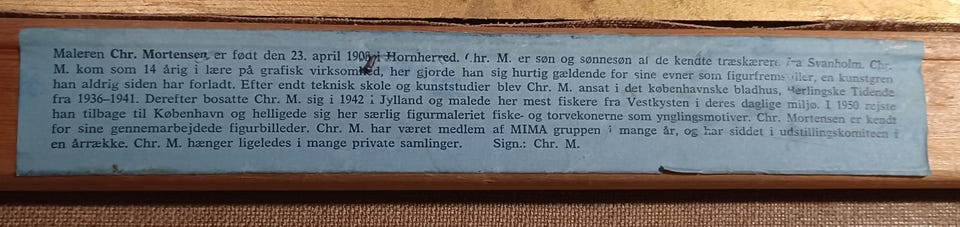 Maleren Chr. Mortensen er født den 23. april 1908 i Hornherred. Chr. M. er søn og sønnesøn af de kendte træskærere fra Svanholm. Chr.
M. kom som 14 årig i lære på grafisk virksomhed, her gjorde han sig hurtig gældende for sine evner som figurfremstiller, en kunstgren
han aldrig siden har forladt. Efter endt teknisk skole og kunststudier blev Chr. M. ansat i det københavnske bladhus, Berlingske Tidende
fra 1936–1941. Derefter bosatte Chr. M. sig i 1942 i Jylland og malede her mest fiskere fra Vestkysten i deres daglige miljø. I 1950 rejste
han tilbage til København og helligede sig her særlig figurmaleriet fiske- og torvekonerne som ynglingsmotiver. Chr. Mortensen er kendt
for sine gennemarbejdede figurbilleder. Chr. M. har været medlem af MIMA gruppen i mange år, og har siddet i udstillingskomiteen i
en årrække. Chr. M. hænger ligeledes i mange private samlinger. Sign.: Chr. M.